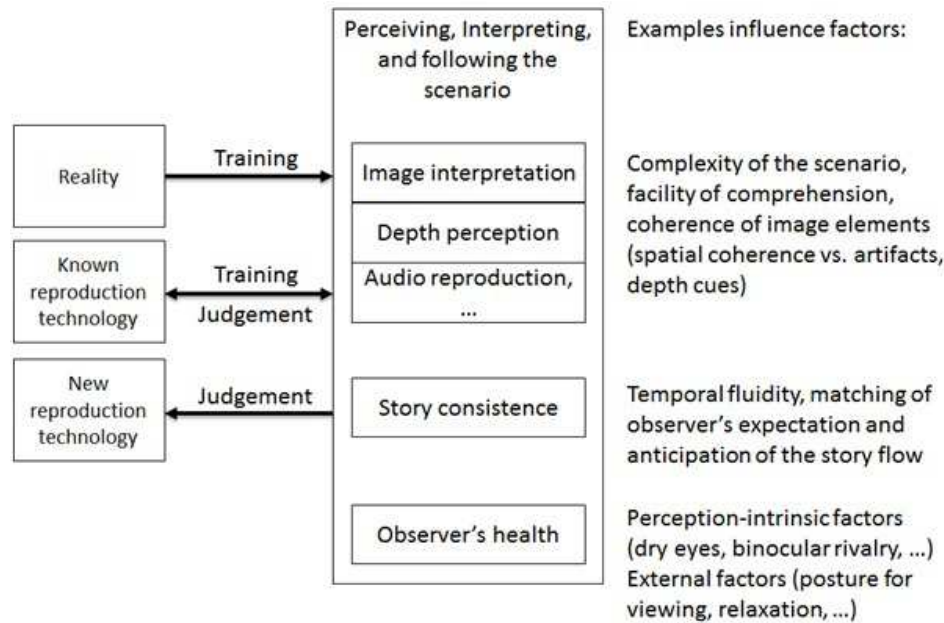 Perceiving, Interpreting,
and following the
scenario
Examples influence factors:
Reality
Training
Image interpretation
Depth perception
Audio reproduction,
...
Complexity of the scenario,
facility of comprehension,
coherence of image elements
(spatial coherence vs. artifacts,
depth cues)
Known
reproduction
technology
Training
Judgement
New
reproduction
technology
Judgement
Story consistence
Temporal fluidity, matching of
observer's expectation and
anticipation of the story flow
Observer's health
Perception-intrinsic factors
(dry eyes, binocular rivalry, ...)
External factors (posture for
viewing, relaxation, ...)